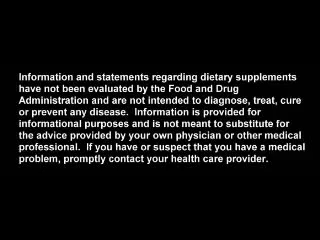 Information and statements regarding dietary supplements
have not been evaluated by the Food and Drug
Administration and are not intended to diagnose, treat, cure
or prevent any disease.  Information is provided for
informational purposes and is not meant to substitute for
the advice provided by your own physician or other medical
professional.  If you have or suspect that you have a medical
problem, promptly contact your health care provider.